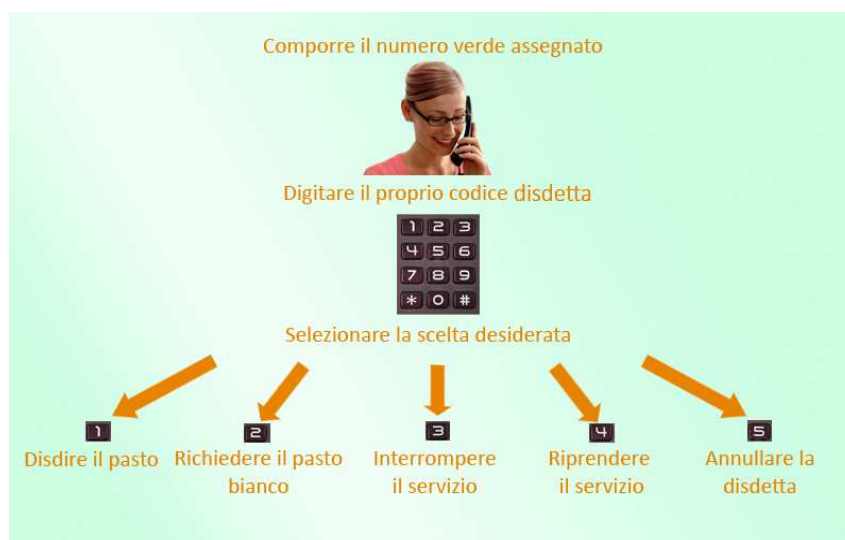 Comporre il numero verde assegnato
Digitare il proprio codice disdetta
1 2 3
4 5 6
7 8 9
* 0 #
Selezionare la scelta desiderata
1 2 3 4 5
Disdire il pasto
Richiedere il pasto
bianco
Interrompere
il servizio
Riprendere
il servizio
Annullare la
disdetta